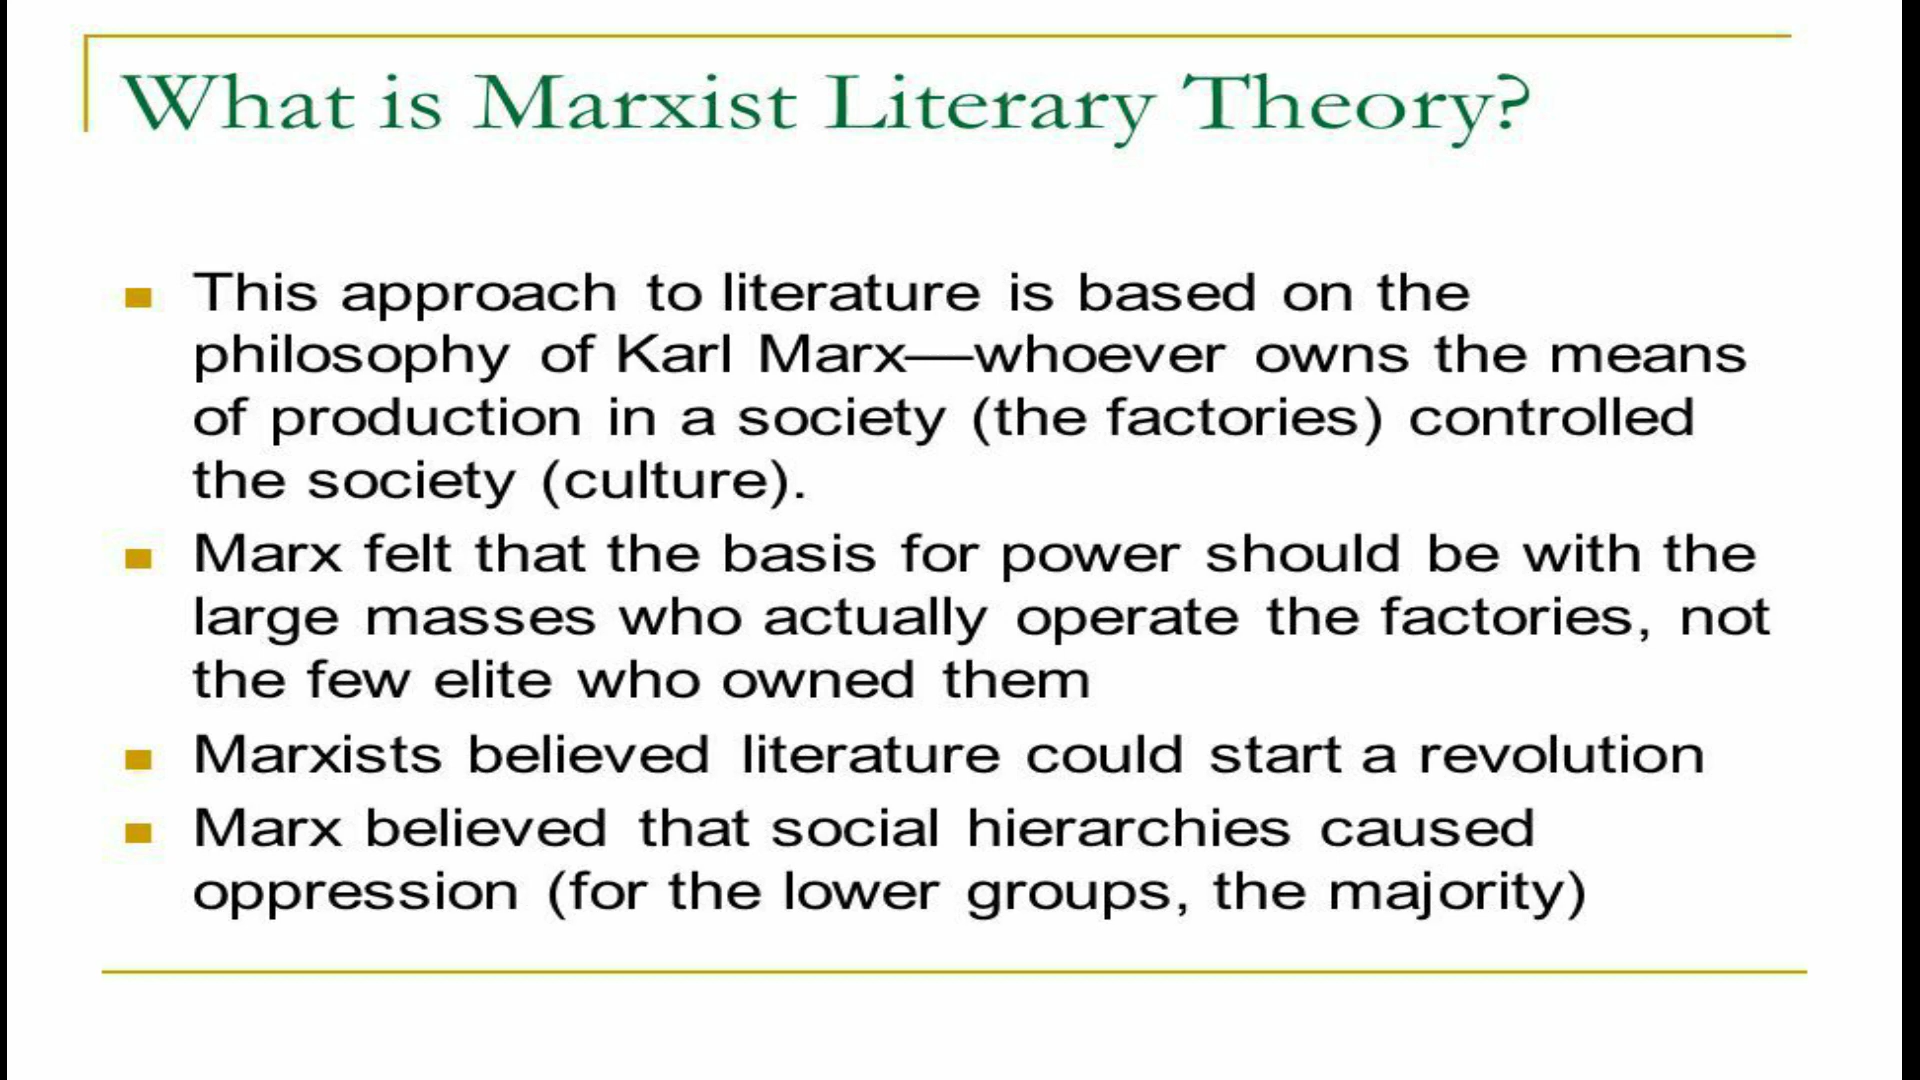 What is Marxist Literary Theory?
This approach to literature is based on the
philosophy of Karl Marx—whoever owns the means
of production in a society (the factories) controlled
the society (culture).
Marx felt that the basis for power should be with the
large masses who actually operate the factories, not
the few elite who owned them
Marxists believed literature could start a revolution
Marx believed that social hierarchies caused
oppression (for the lower groups, the majority)